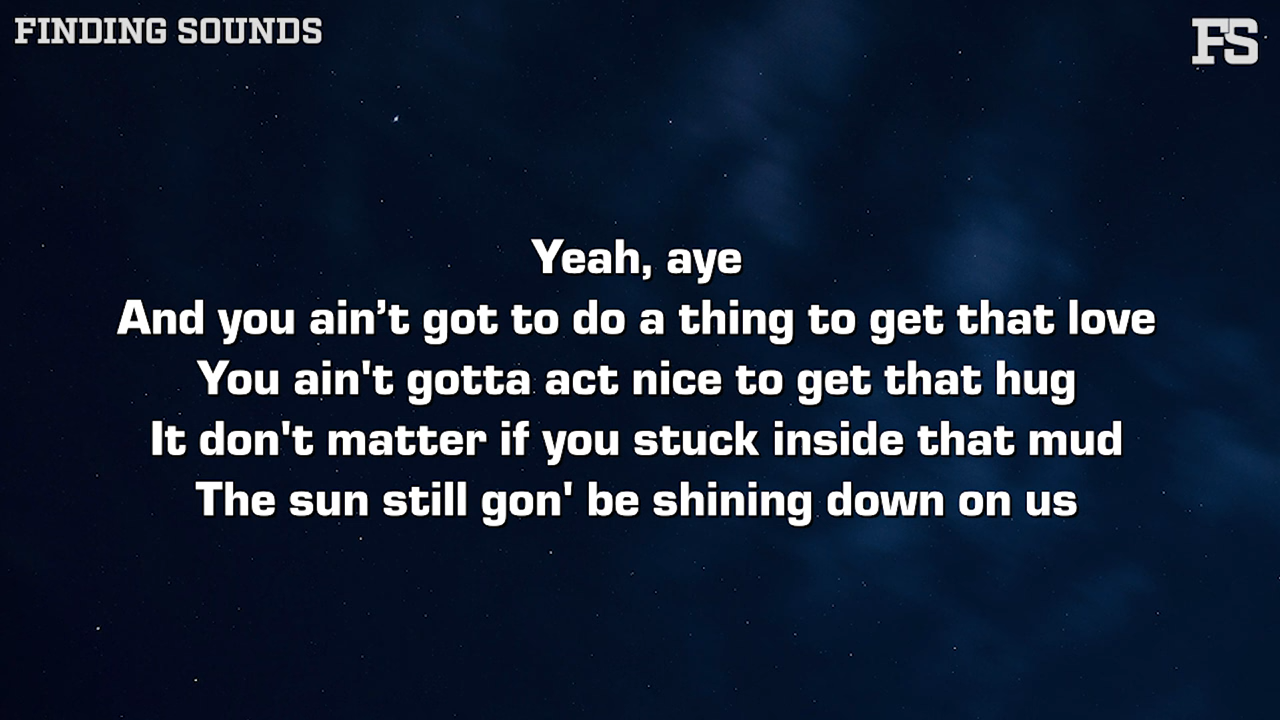 FINDING SOUNDS
FS
Yeah, aye
And you ain’t got to do a thing to get that love
You ain't gotta act nice to get that hug
It don't matter if you stuck inside that mud
The sun still gon' be shining down on us